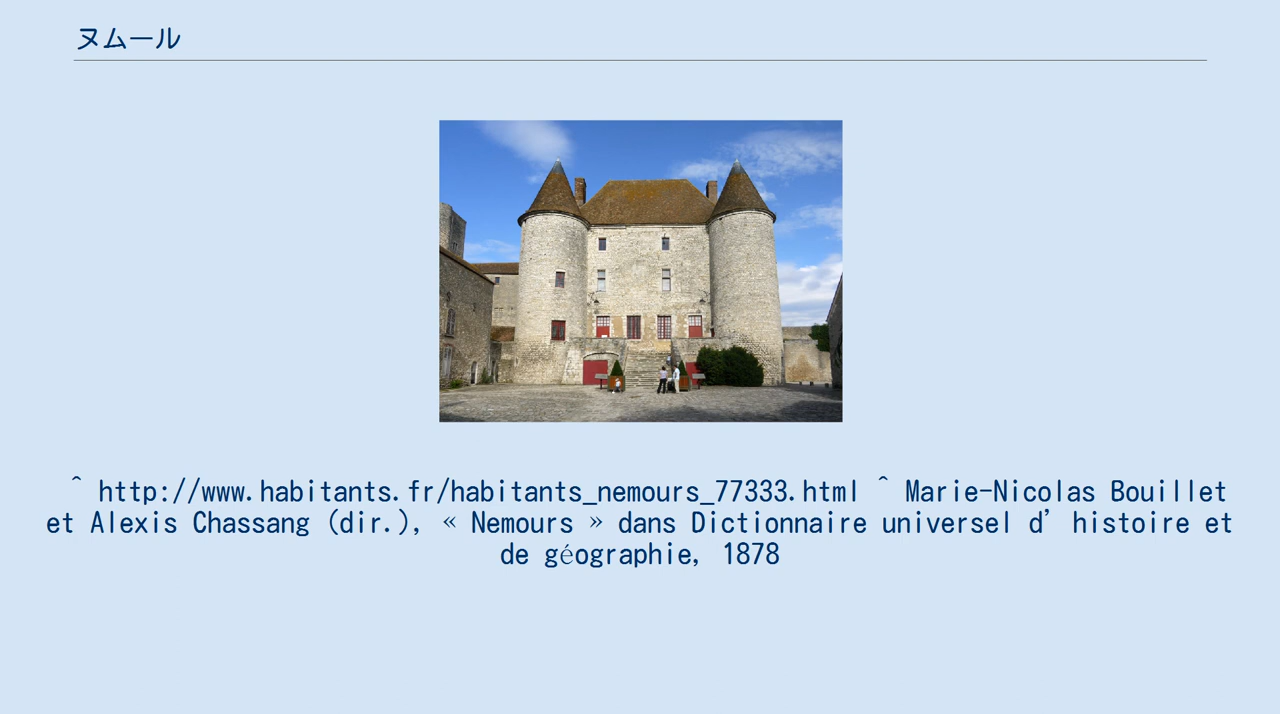 ヌムール
^ http://www.habitants.fr/habitants_nemours_77333.html ^ Marie-Nicolas Bouillet
et Alexis Chassang (dir.), « Nemours » dans Dictionnaire universel d’histoire et
de géographie, 1878